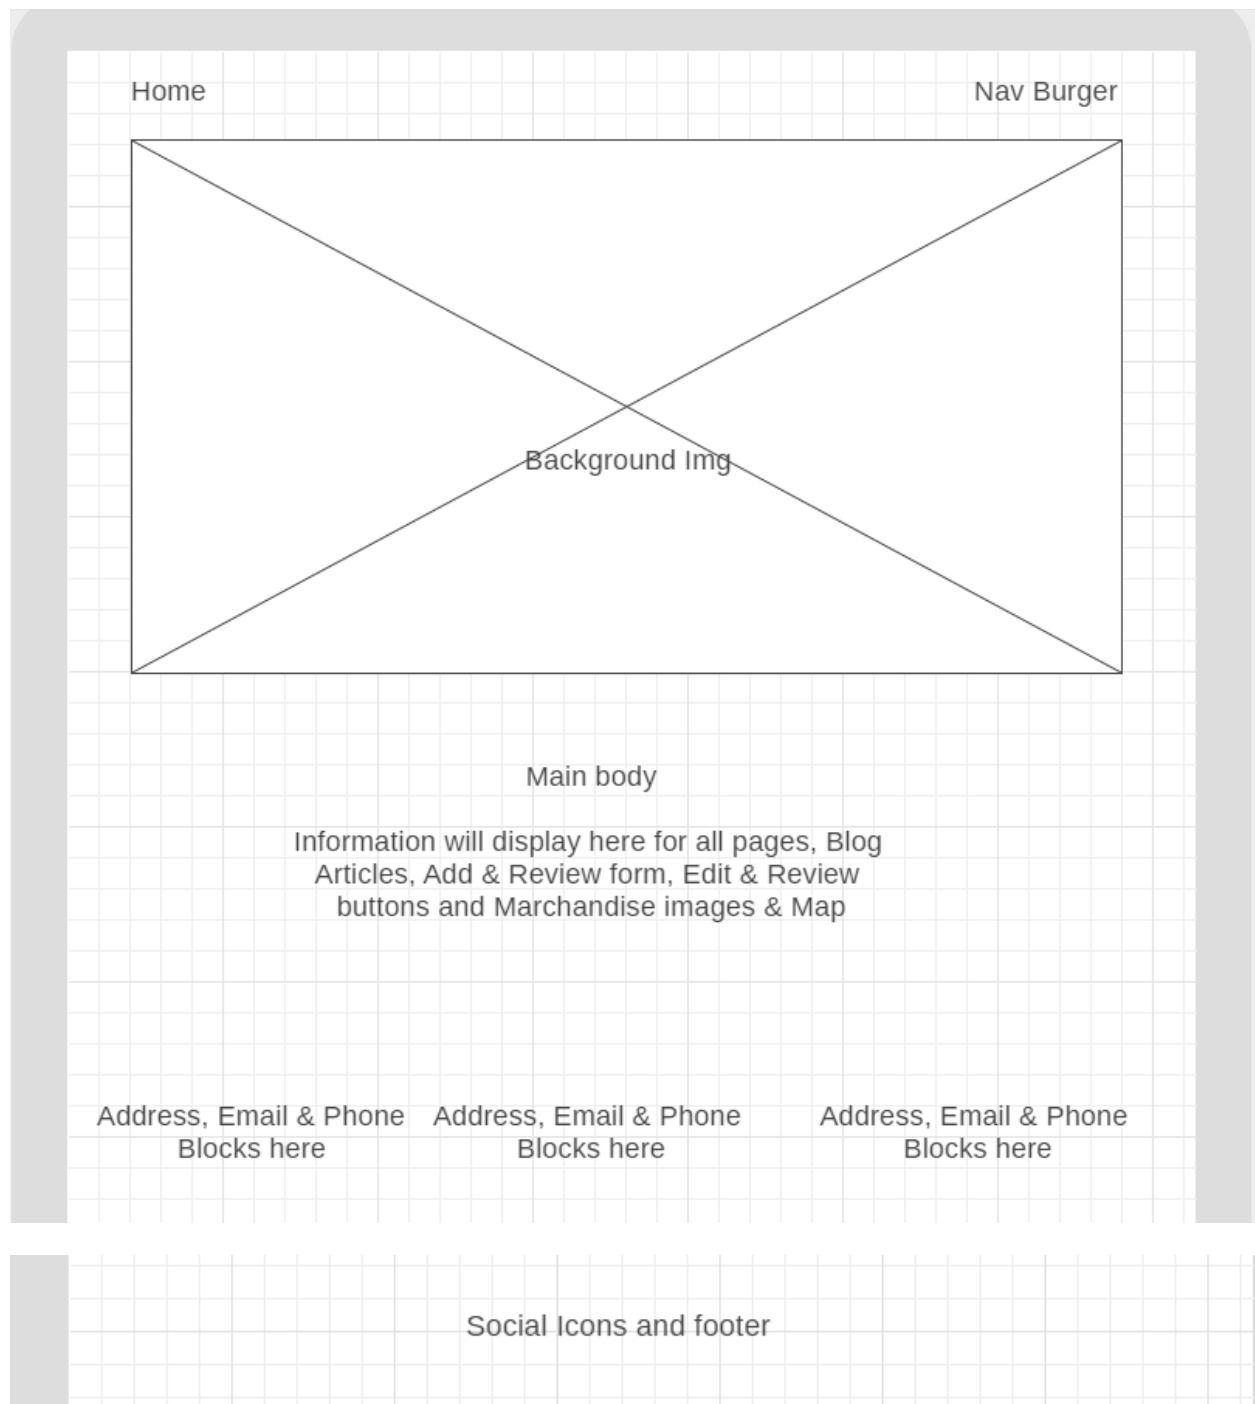 Home
Nav Burger
Background Img
Main body
Information will display here for all pages, Blog
Articles, Add & Review form, Edit & Review
buttons and Marchandise images & Map
Address, Email & Phone
Blocks here
Address, Email & Phone
Blocks here
Address, Email & Phone
Blocks here
Social Icons and footer